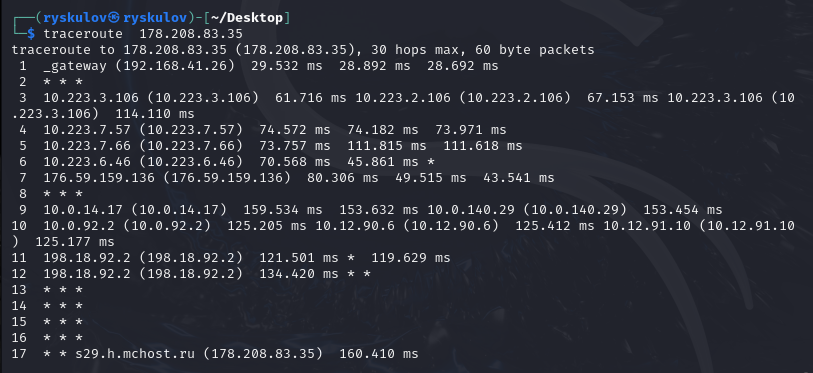 ┌──(ryskulov㉿ryskulov)-[~/Desktop]
└─$ traceroute  178.208.83.35
traceroute to 178.208.83.35 (178.208.83.35), 30 hops max, 60 byte packets
 1  _gateway (192.168.41.26)  29.532 ms  28.892 ms  28.692 ms
 2  * * *
 3  10.223.3.106 (10.223.3.106)  61.716 ms 10.223.2.106 (10.223.2.106)  67.153 ms 10.223.3.106 (10
.223.3.106)  114.110 ms
 4  10.223.7.57 (10.223.7.57)  74.572 ms  74.182 ms  73.971 ms
 5  10.223.7.66 (10.223.7.66)  73.757 ms  111.815 ms  111.618 ms
 6  10.223.6.46 (10.223.6.46)  70.568 ms  45.861 ms *
 7  176.59.159.136 (176.59.159.136)  80.306 ms  49.515 ms  43.541 ms
 8  * * *
 9  10.0.14.17 (10.0.14.17)  159.534 ms  153.632 ms 10.0.140.29 (10.0.140.29)  153.454 ms
10  10.0.92.2 (10.0.92.2)  125.205 ms 10.12.90.6 (10.12.90.6)  125.412 ms 10.12.91.10 (10.12.91.10
)  125.177 ms
11  198.18.92.2 (198.18.92.2)  121.501 ms *  119.629 ms
12  198.18.92.2 (198.18.92.2)  134.420 ms * *
13  * * *
14  * * *
15  * * *
16  * * *
17  * * s29.h.mchost.ru (178.208.83.35)  160.410 ms